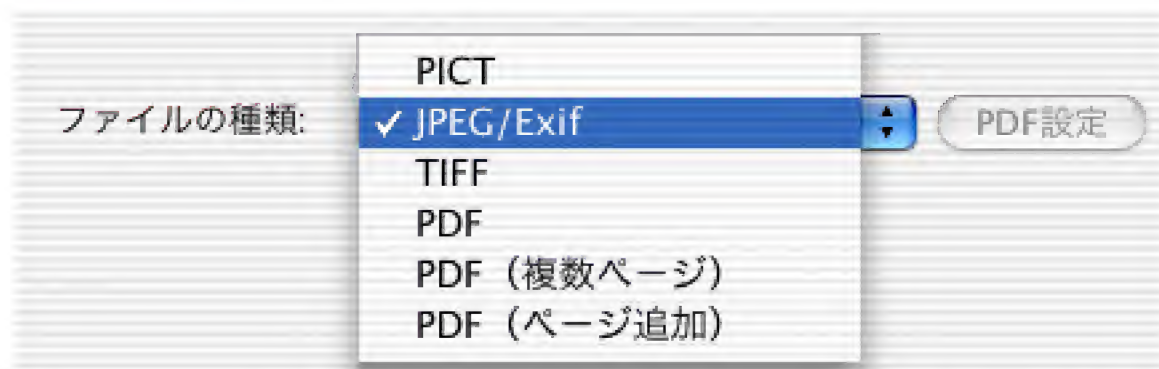 PICT
ファイルの種類: ✓ JPEG/Exif PDF設定
TIFF
PDF
PDF（複数ページ）
PDF（ページ追加）